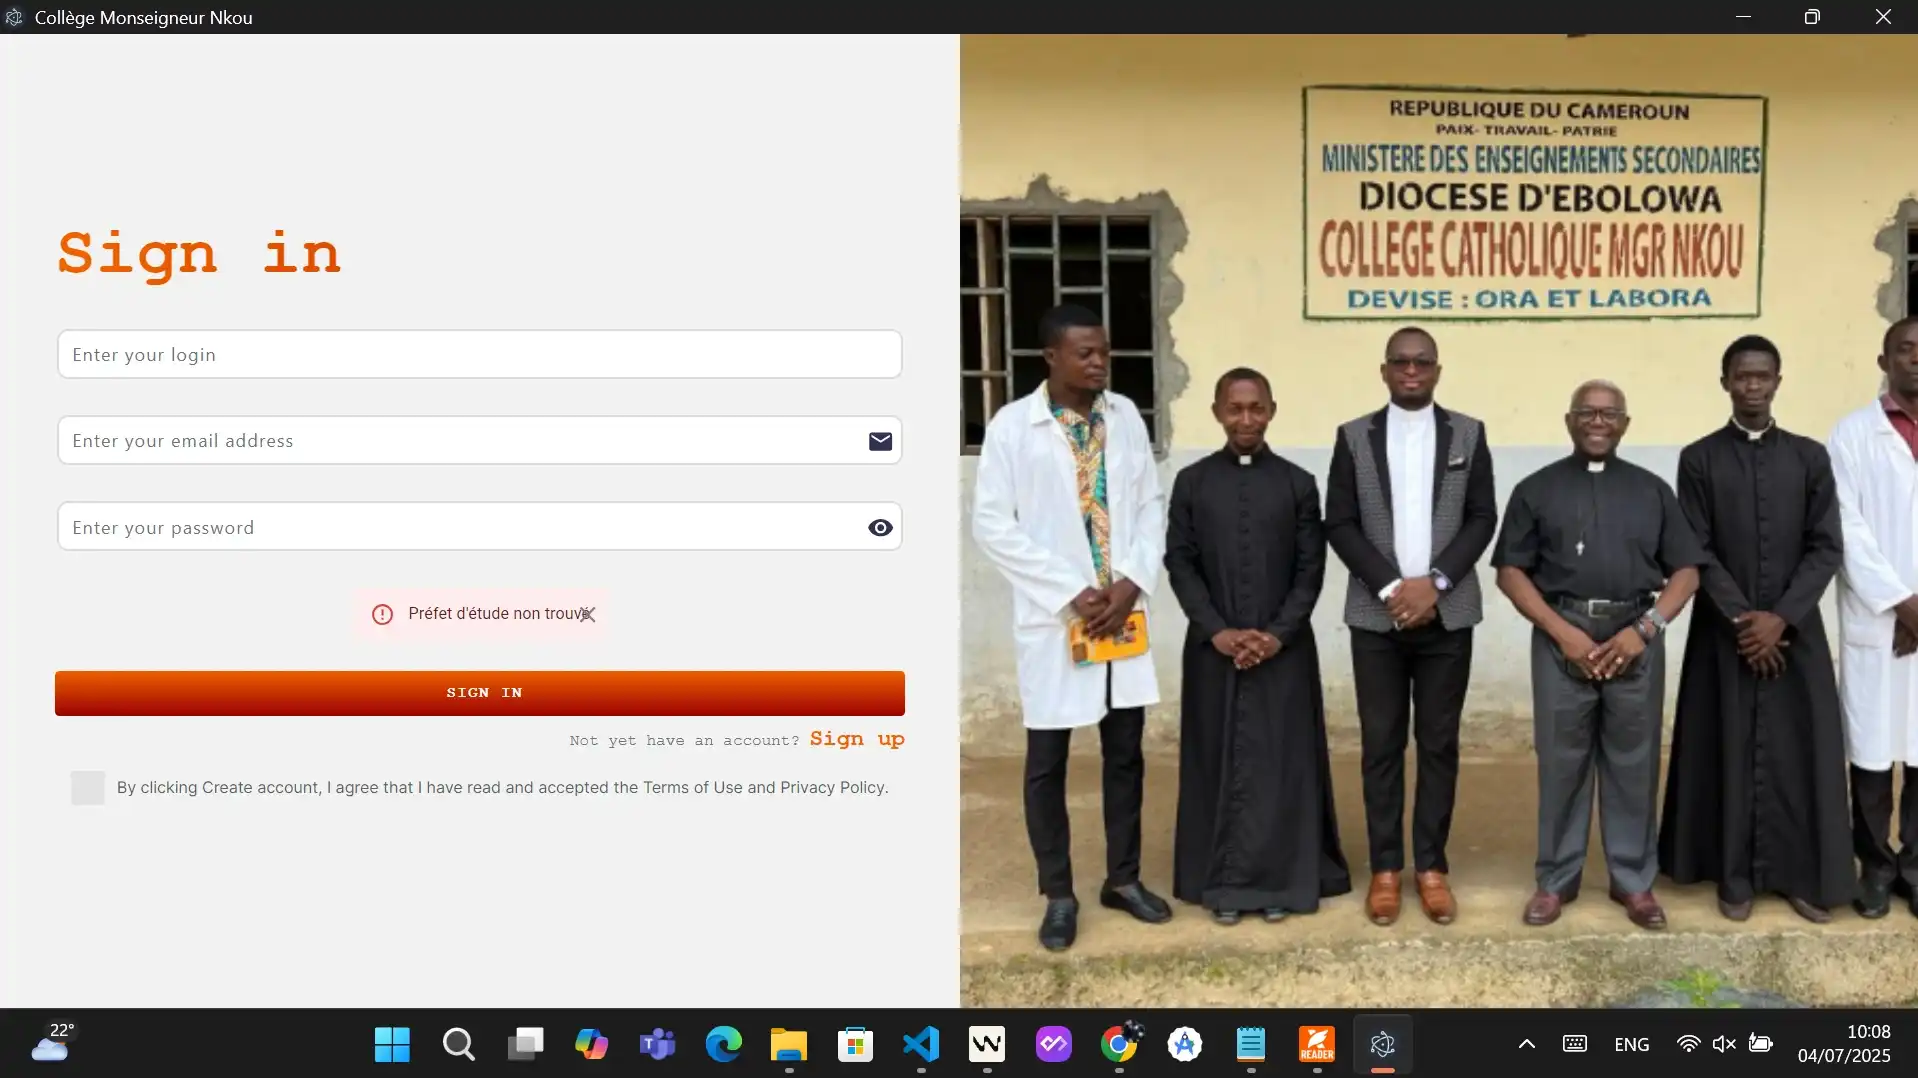 Collège Monseigneur Nkou
Sign in
Enter your login
Enter your email address
Enter your password
Préfet d'étude non trouvé
SIGN IN
Not yet have an account? Sign up
By clicking Create account, I agree that I have read and accepted the Terms of Use and Privacy Policy.
REPUBLIQUE DU CAMEROUN
PAIX- TRAVAIL- PATRIE
MINISTERE DES ENSEIGNEMENTS SECONDAIRES
DIOCESE D'EBOLOWA
COLLEGE CATHOLIQUE MGR NKOU
DEVISE : ORA ET LABORA
22°
READER
ENG
10:08
04/07/2025